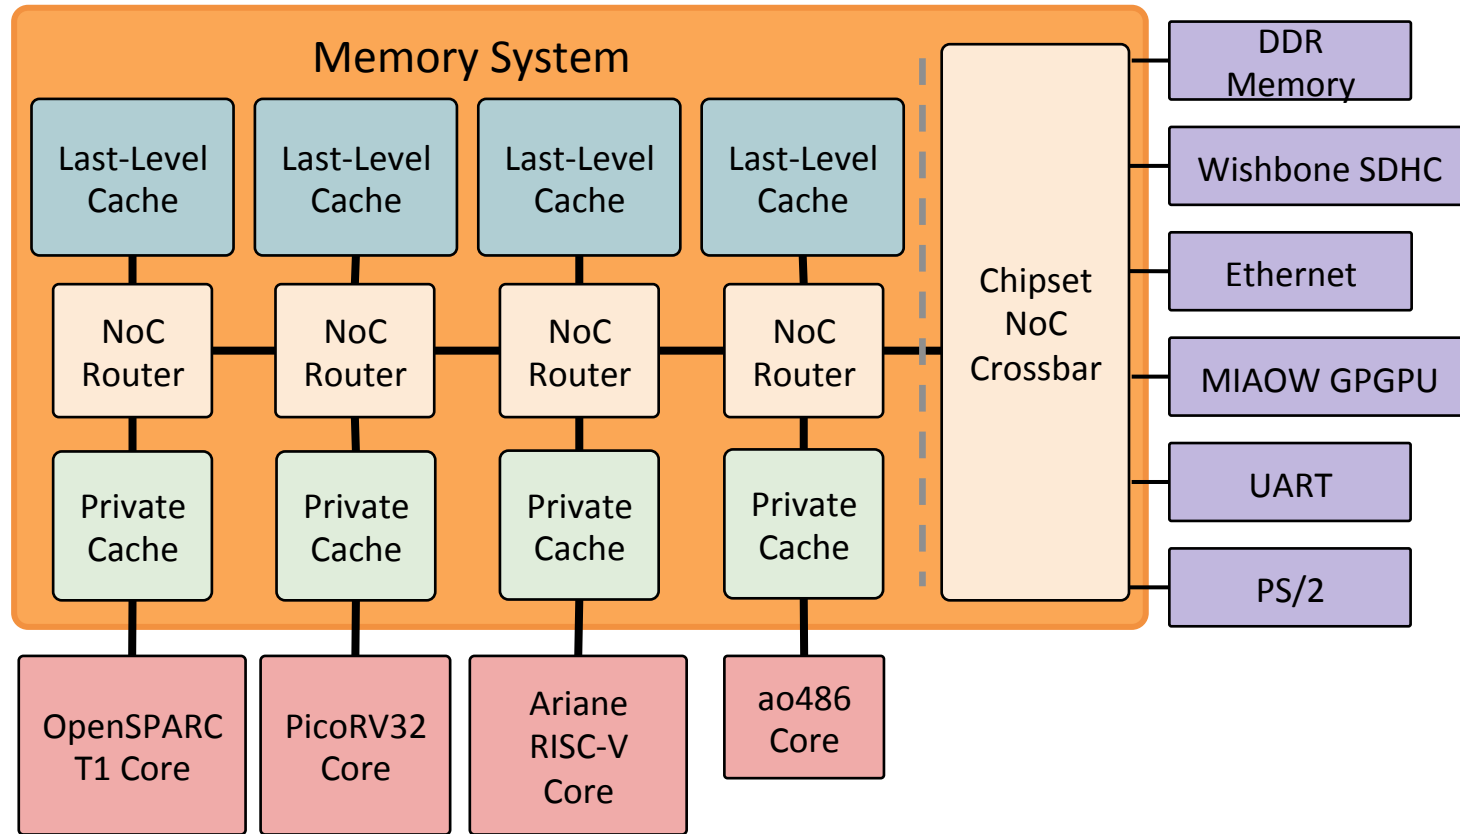 Memory System
Last-Level
Cache
Last-Level
Cache
Last-Level
Cache
Last-Level
Cache
NoC
Router
NoC
Router
NoC
Router
NoC
Router
Private
Cache
Private
Cache
Private
Cache
Private
Cache
OpenSPARC
T1 Core
PicoRV32
Core
Ariane
RISC-V
Core
ao486
Core
Chipset
NoC
Crossbar
DDR
Memory
Wishbone SDHC
Ethernet
MIAOW GPGPU
UART
PS/2